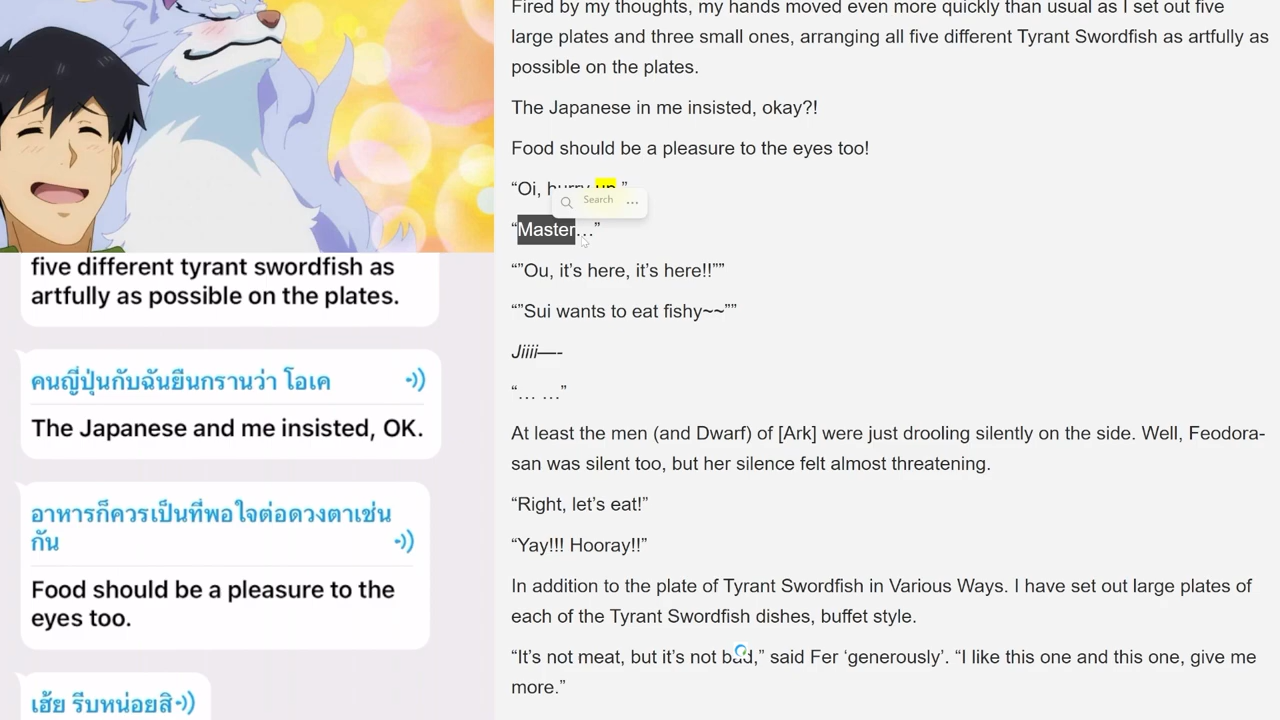 five different tyrant swordfish as
artfully as possible on the plates.
คนญี่ปุ่นกับฉันยืนกรานว่า โอเค
The Japanese and me insisted, OK.
อาหารก็ควรเป็นที่พอใจต่อดวงตาเช่น
กัน
Food should be a pleasure to the
eyes too.
เฮ้ย รีบหน่อยสิ
Fired by my thoughts, my hands moved even more quickly than usual as I set out five
large plates and three small ones, arranging all five different Tyrant Swordfish as artfully as
possible on the plates.
The Japanese in me insisted, okay?!
Food should be a pleasure to the eyes too!
“Oi, hurry up.”
Search
“Master…”
“”Ou, it’s here, it’s here!!””
“”Sui wants to eat fishy~~””
Jiiii—-
“… …”
At least the men (and Dwarf) of [Ark] were just drooling silently on the side. Well, Feodora-
san was silent too, but her silence felt almost threatening.
“Right, let’s eat!”
“Yay!!! Hooray!!”
In addition to the plate of Tyrant Swordfish in Various Ways. I have set out large plates of
each of the Tyrant Swordfish dishes, buffet style.
“It’s not meat, but it’s not bad,” said Fer ‘generously’. “I like this one and this one, give me
more.”